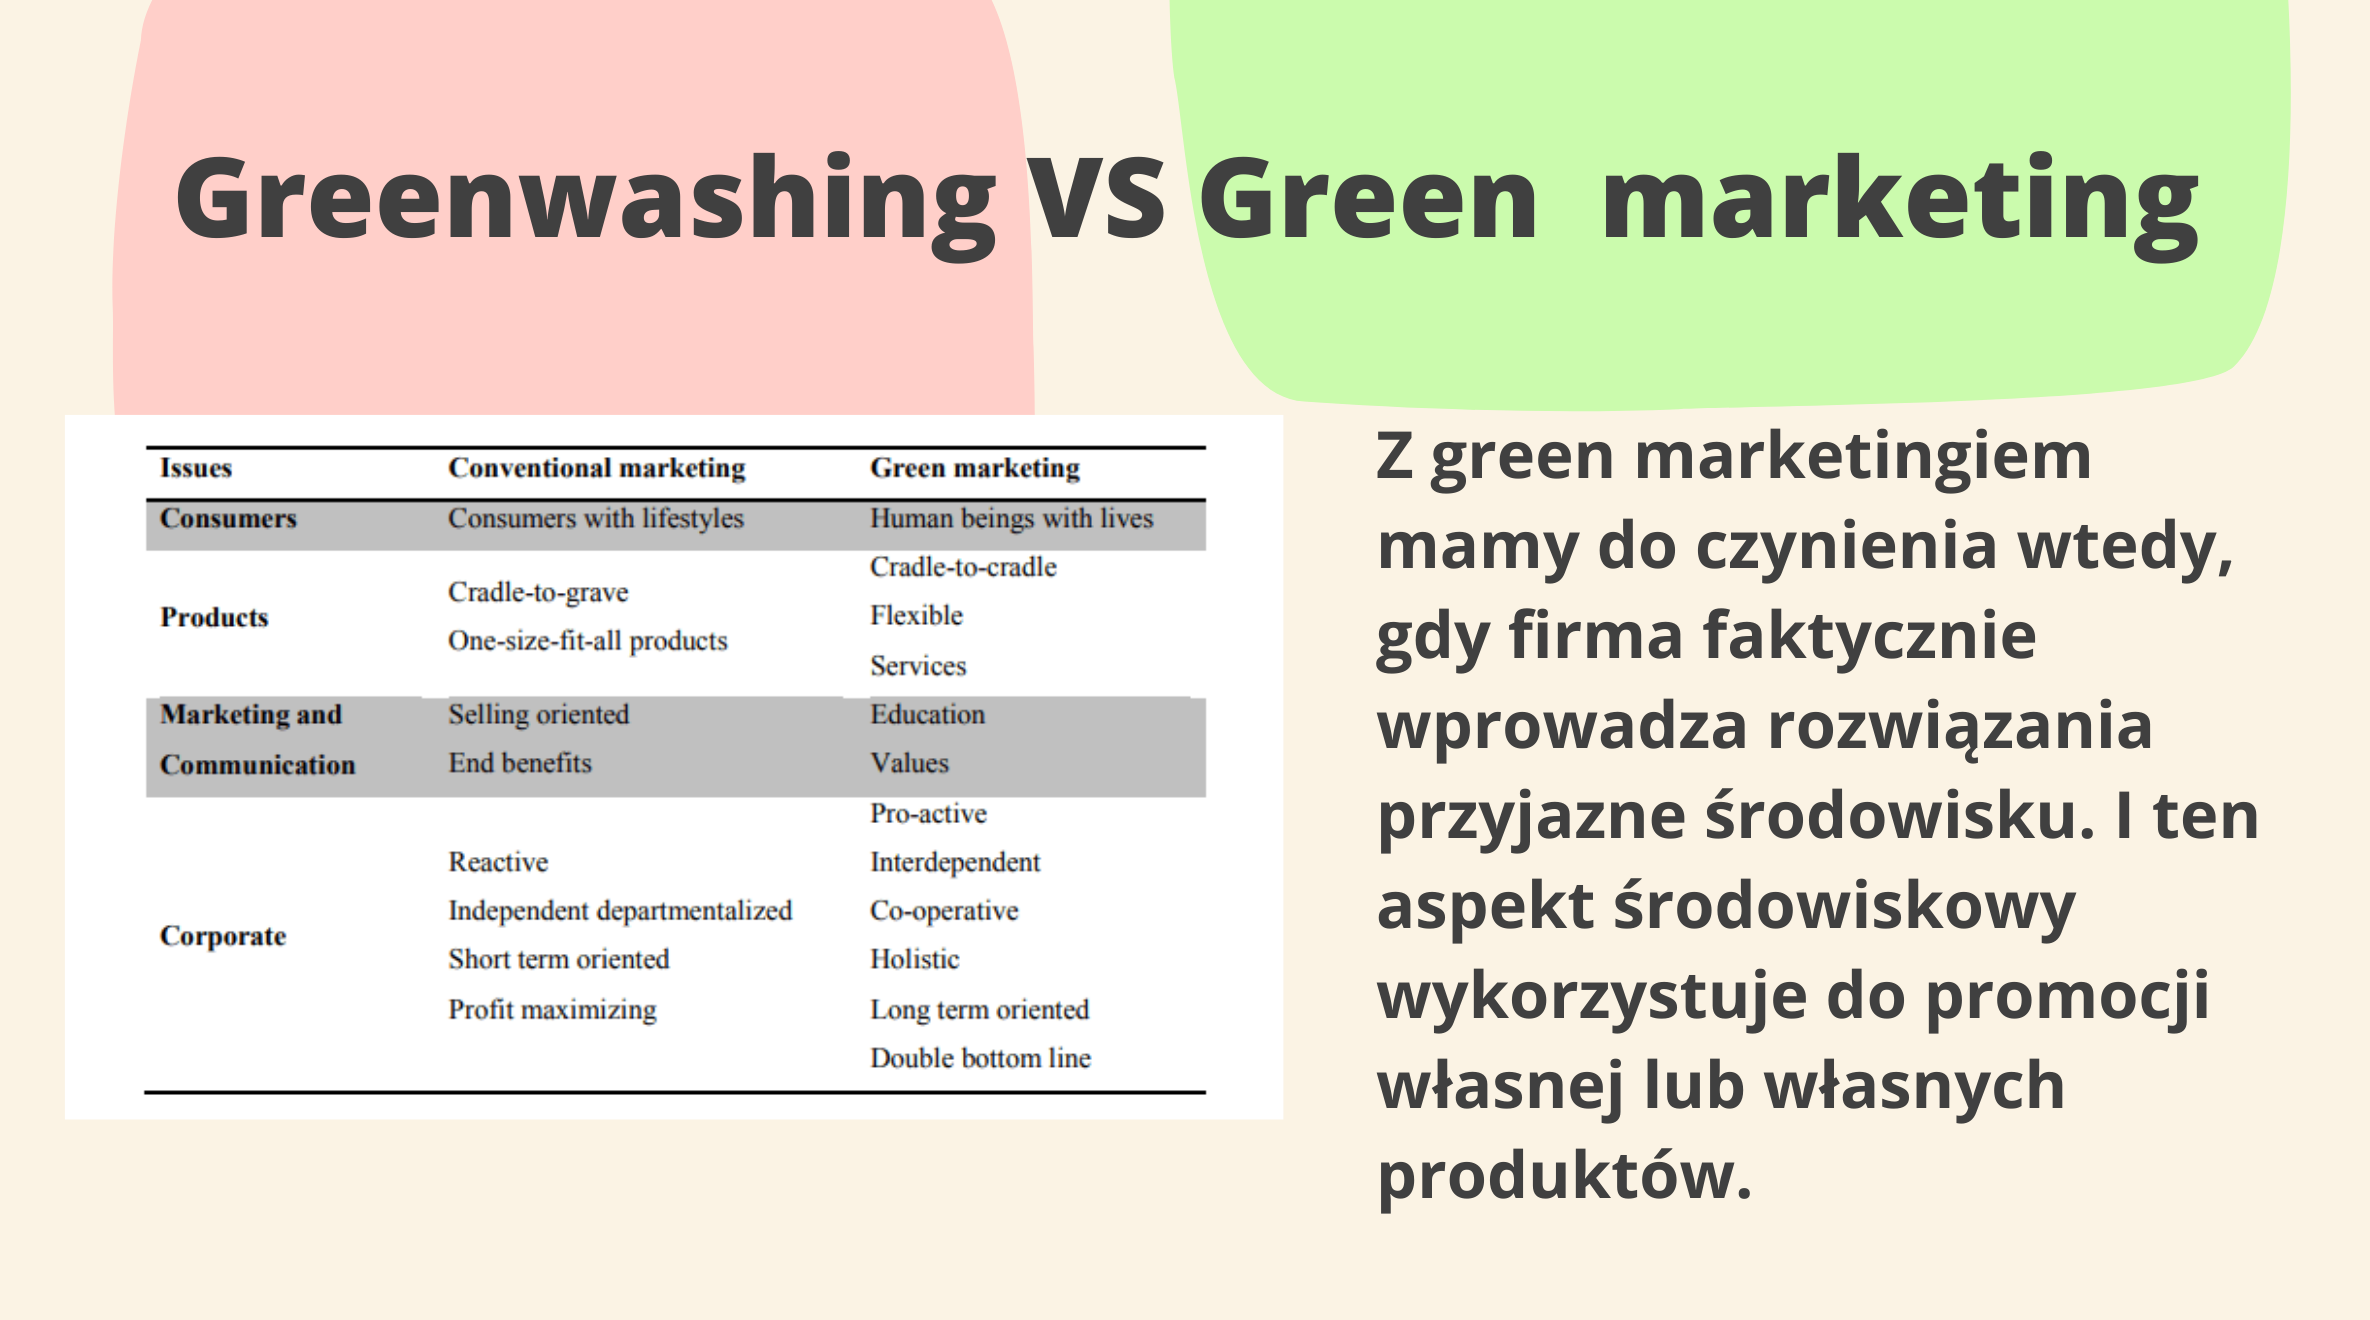 Greenwashing VS Green  marketing
Issues Conventional marketing Green marketing
Consumers Consumers with lifestyles Human beings with lives
Products
Cradle-to-grave
One-size-fit-all products
Cradle-to-cradle
Flexible
Services
Marketing and Communication
Selling oriented
End benefits
Education
Values
Corporate
Reactive
Independent departmentalized
Short term oriented
Profit maximizing
Pro-active
Interdependent
Co-operative
Holistic
Long term oriented
Double bottom line
Z green marketingiem
mamy do czynienia wtedy,
gdy firma faktycznie
wprowadza rozwiązania
przyjazne środowisku. I ten
aspekt środowiskowy
wykorzystuje do promocji
własnej lub własnych
produktów.